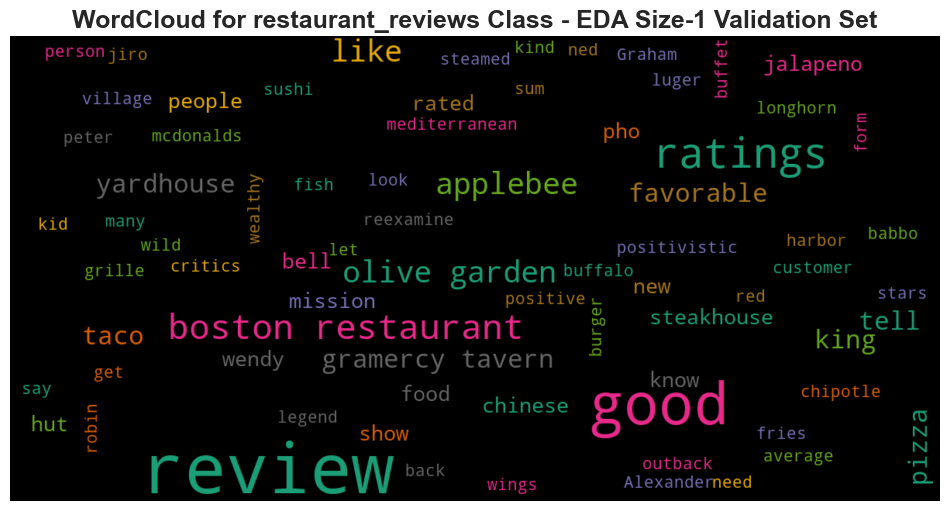 WordCloud for restaurant_reviews Class - EDA Size-1 Validation Set
person
jiro
like
steamed
kind
ned
Graham
buffet
jalapeno
village
people
sushi
rated
sum
luger
longhorn
peter
mcdonalds
mediterranean
pho
form
ratings
yardhouse
wealthy
fish
look
applebee
favorable
kid
many
reexamine
wild
let
positivistic
harbor
babbo
grille
critics
bell
olive garden
buffalo
customer
mission
positive
new
red
stars
taco
boston restaurant
burger
steakhouse
tell
king
wendy
gramercy tavern
get
say
food
know
chipotle
hut
robin
legend
show
chinese
good
fries
pizza
review
back
wings
outback
average
Alexander
need